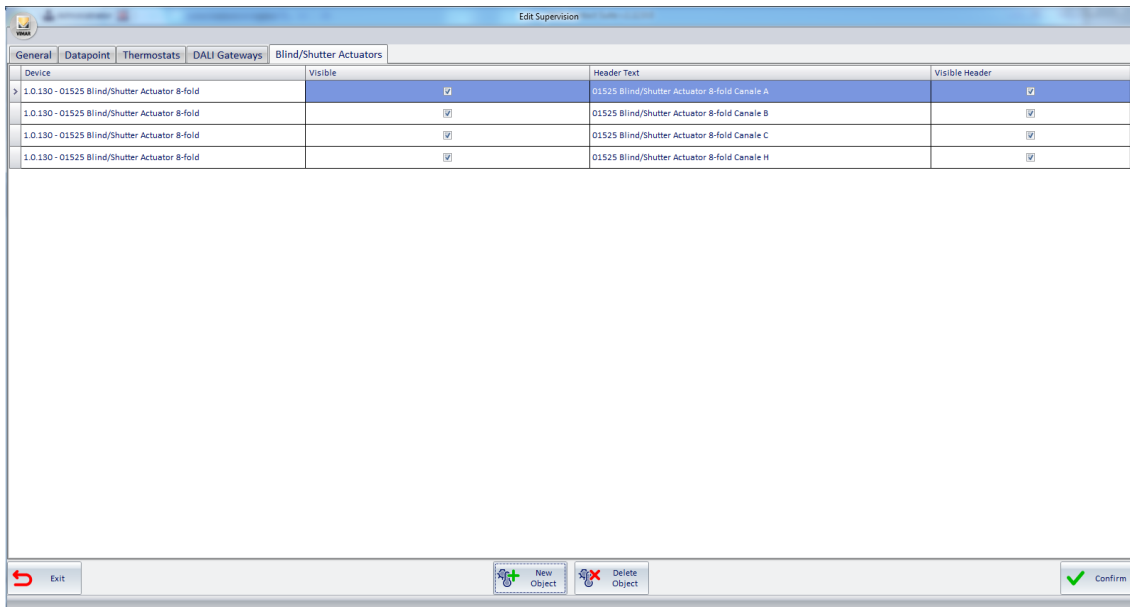 Edit Supervision
VIMAR
General Datapoint Thermostats DALI Gateways Blind/Shutter Actuators
Device Visible Header Text Visible Header
1.0.130 - 01525 Blind/Shutter Actuator 8-fold 01525 Blind/Shutter Actuator 8-fold Canale A
1.0.130 - 01525 Blind/Shutter Actuator 8-fold 01525 Blind/Shutter Actuator 8-fold Canale B
1.0.130 - 01525 Blind/Shutter Actuator 8-fold 01525 Blind/Shutter Actuator 8-fold Canale C
1.0.130 - 01525 Blind/Shutter Actuator 8-fold 01525 Blind/Shutter Actuator 8-fold Canale H
Exit New Object Delete Object Confirm